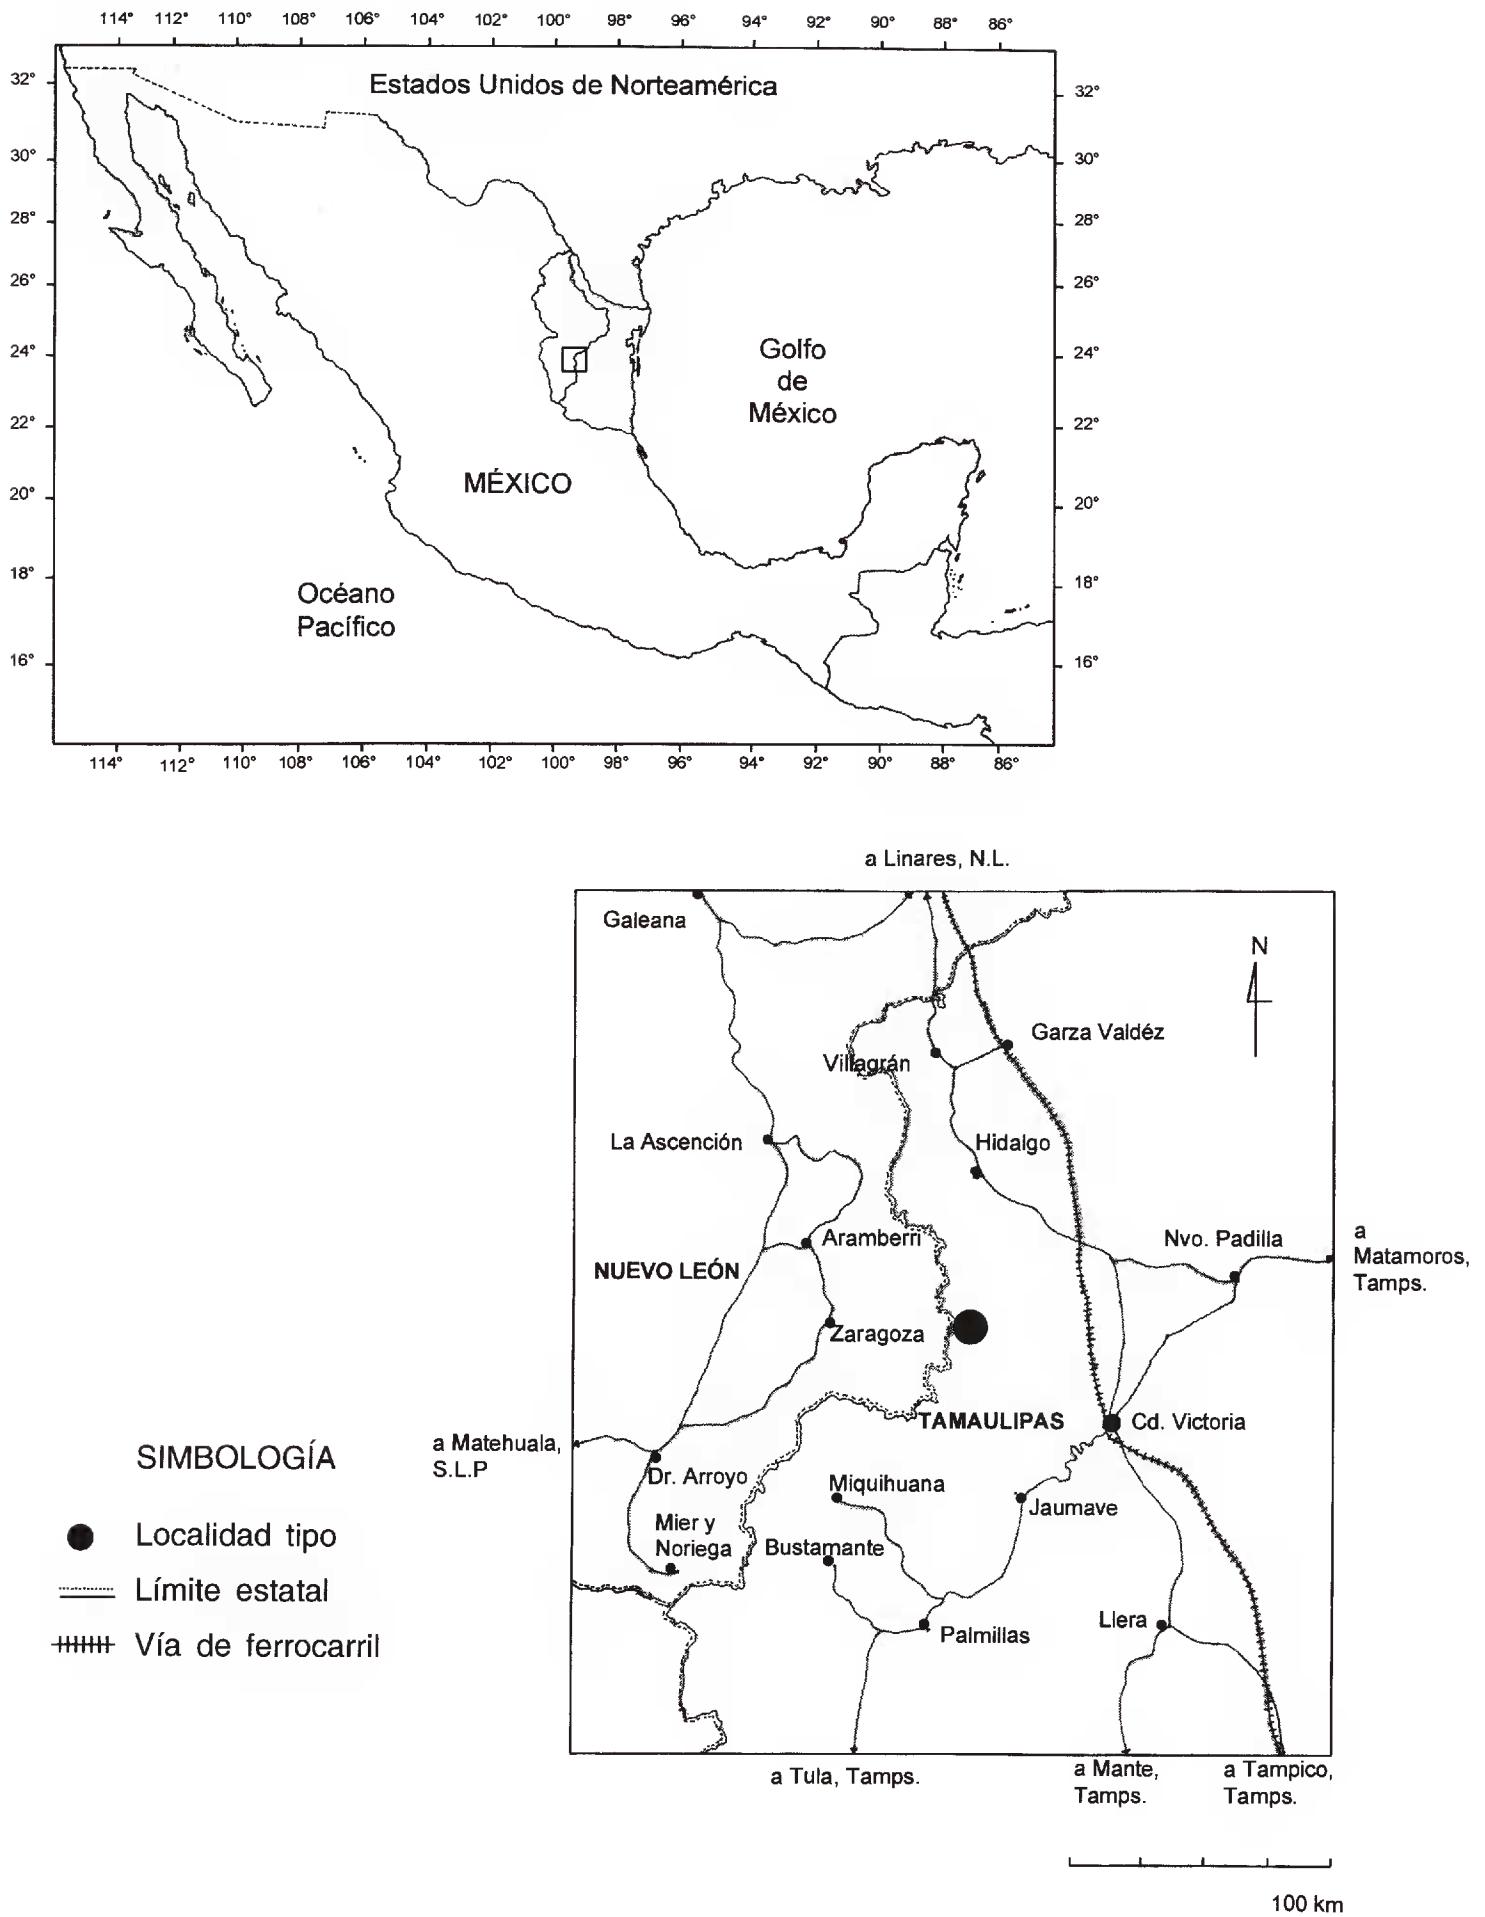 114° 112° 110° 108° 106° 104° 102° 100° 98° 96° 94° 92° 90° 88° 86°
Estados Unidos de Norteamérica
32° 32°
30° 30°
28° 28°
26° 26°
24° 24°
22° 22°
20° 20°
18° 18°
16° 16°
Golfo
de
México
MÉXICO
Océano
Pacífico
114° 112° 110° 108° 106° 104° 102° 100° 98° 96° 94° 92° 90° 88° 86°
a Linares, N.L.
Galeana
N
Garza Valdéz
Villagrán
La Ascención
Hidalgo
Aramberri
Nvo. Padilla
a
Matamoros,
Tamps.
NUEVO LEÓN
Zaragoza
TAMAULIPAS
Cd. Victoria
a Matehuala,
S.L.P
Dr. Arroyo
Miquihuana
Jaumave
Mier y
Noriega
Bustamante
Llera
Palmillas
SIMBOLOGÍA
Localidad tipo
Límite estatal
Vía de ferrocarril
a Tula, Tamps.
a Mante,
Tamps.
a Tampico,
Tamps.
100 km